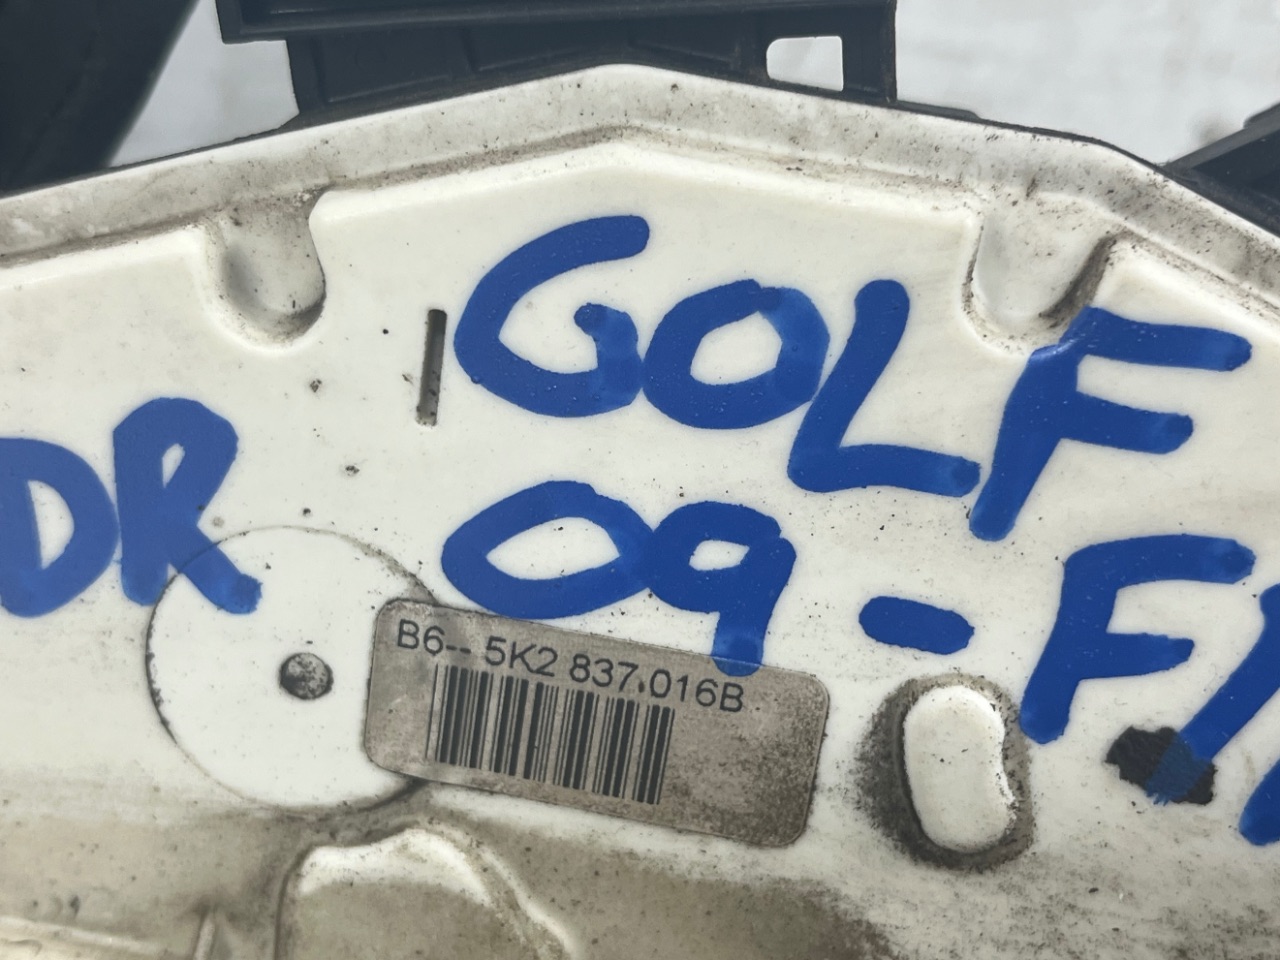 GOLF
DR
09-F
B6-- 5K2 837.016B